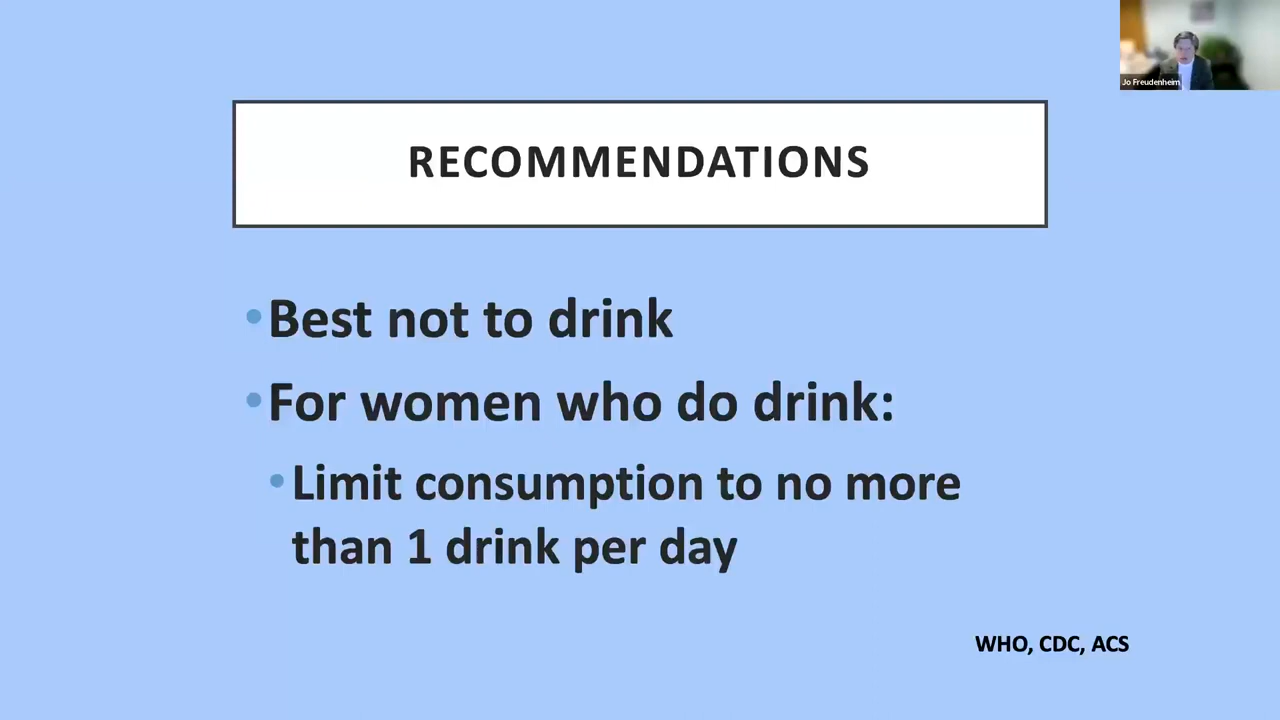 Jo Freudenheim
RECOMMENDATIONS
•Best not to drink
•For women who do drink:
•Limit consumption to no more
than 1 drink per day
WHO, CDC, ACS